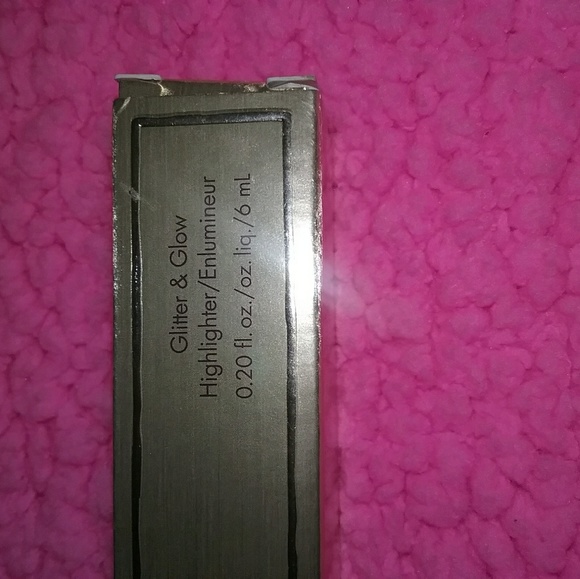 Glitter & Glow
Highlighter/Enlumineur
0.20 fl. oz./oz. liq./6 mL